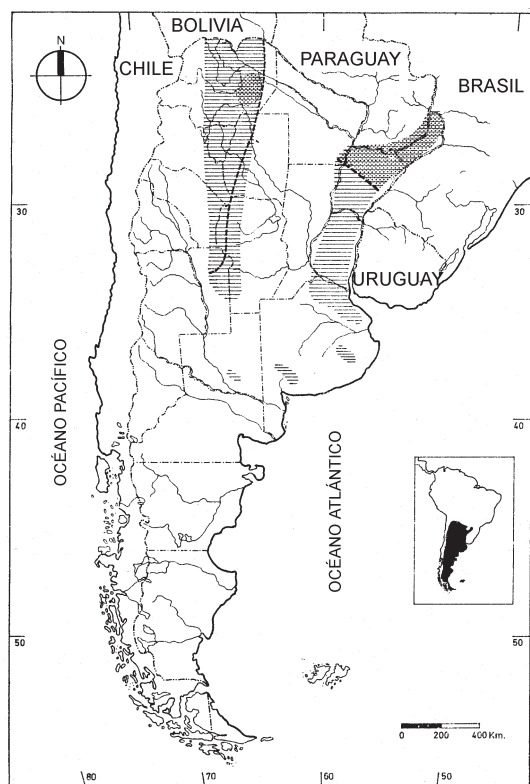 BOLIVIA
N
CHILE
PARAGUAY
BRASIL
30
30
URUGUAY
OCÉANO PACÍFICO
40
40
OCÉANO ATLÁNTICO
50
50
0
200
400 Km.
80
70
60
50